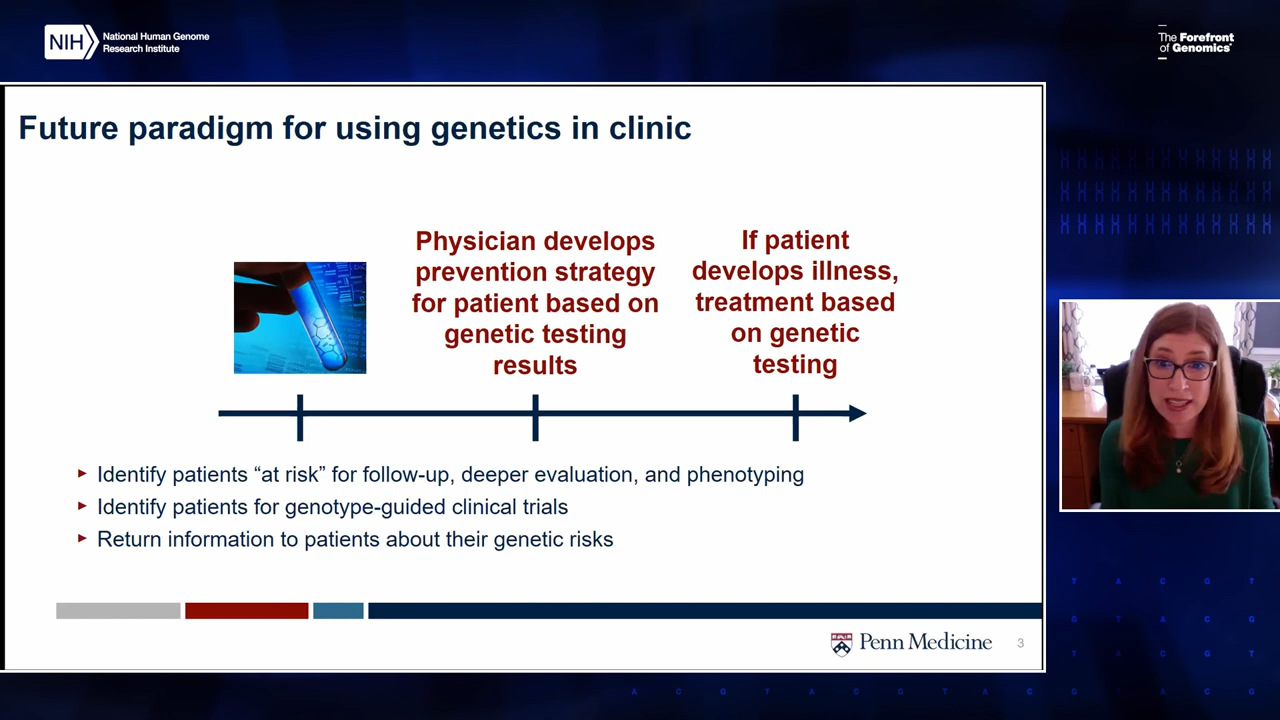 NIH
National Human Genome
Research Institute
The Forefront
of Genomics®
Future paradigm for using genetics in clinic
Physician develops
prevention strategy
for patient based on
genetic testing
results
If patient
develops illness,
treatment based
on genetic
testing
Identify patients “at risk” for follow-up, deeper evaluation, and phenotyping
Identify patients for genotype-guided clinical trials
Return information to patients about their genetic risks
Penn Medicine
3
T A C G T
G T A C G
T A C G T
A C G T A C G T A C G T A C G